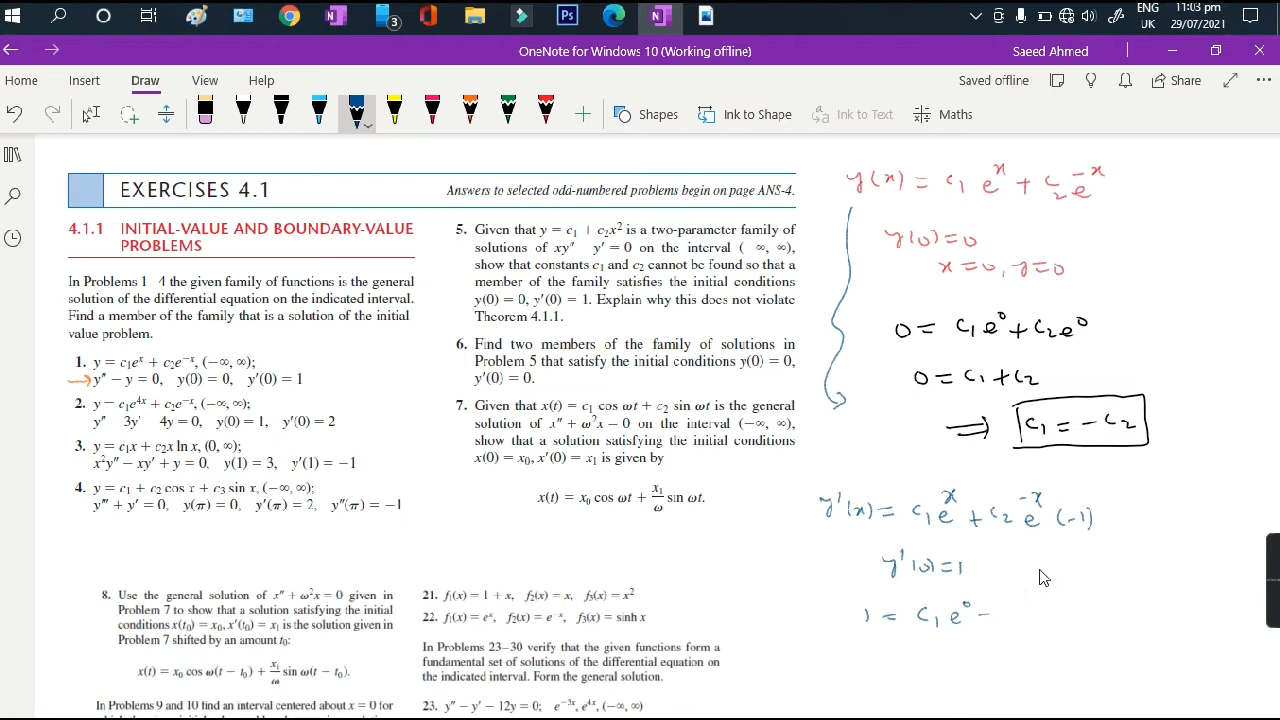 3
11:03 PM
ENG
UK
29/07/2021
OneNote for Windows 10 (Working offline)
Saeed Ahmed
Home Insert Draw View Help
Saved offline
Share
Shapes
Ink to Shape
Ink to Text
Maths
EXERCISES 4.1
Answers to selected odd-numbered problems begin on page ANS-4.
4.1.1 INITIAL-VALUE AND BOUNDARY-VALUE
PROBLEMS
In Problems 1 4 the given family of functions is the general
solution of the differential equation on the indicated interval.
Find a member of the family that is a solution of the initial
value problem.
1. y = c₁eˣ + c₂e⁻ˣ, (−∞, ∞);
y″ − y = 0, y(0) = 0, y′(0) = 1
2. y = c₁e⁴ˣ + c₂e⁻ˣ, (−∞, ∞);
y″ 3y′ 4y = 0, y(0) = 1, y′(0) = 2
3. y = c₁x + c₂x ln x, (0, ∞);
x²y″ − xy′ + y = 0, y(1) = 3, y′(1) = −1
4. y = c₁ + c₂ cos x + c₃ sin x, (−∞, ∞);
y‴ + y′ = 0, y(π) = 0, y′(π) = 2, y″(π) = −1
5. Given that y = c₁ + c₂x² is a two-parameter family of
solutions of xy″ y′ = 0 on the interval ( ∞, ∞),
show that constants c₁ and c₂ cannot be found so that a
member of the family satisfies the initial conditions
y(0) = 0, y′(0) = 1. Explain why this does not violate
Theorem 4.1.1.
6. Find two members of the family of solutions in
Problem 5 that satisfy the initial conditions y(0) = 0,
y′(0) = 0.
7. Given that x(t) = c₁ cos ωt + c₂ sin ωt is the general
solution of x″ + ω²x = 0 on the interval (−∞, ∞),
show that a solution satisfying the initial conditions
x(0) = x₀, x′(0) = x₁ is given by
x(t) = x₀ cos ωt + x₁/ω sin ωt.
8. Use the general solution of x″ + ω²x = 0 given in
Problem 7 to show that a solution satisfying the initial
conditions x(t₀) = x₀, x′(t₀) = x₁ is the solution given in
Problem 7 shifted by an amount t₀:
x(t) = x₀ cos ω(t − t₀) + x₁/ω sin ω(t − t₀).
In Problems 9 and 10 find an interval centered about x = 0 for
21. f₁(x) = 1 + x, f₂(x) = x, f₃(x) = x²
22. f₁(x) = eˣ, f₂(x) = e⁻ˣ, f₃(x) = sinh x
In Problems 23–30 verify that the given functions form a
fundamental set of solutions of the differential equation on
the indicated interval. Form the general solution.
23. y″ − y′ − 12y = 0; e⁻³ˣ, e⁴ˣ, (−∞, ∞)
y(x) = c₁ eˣ + c₂ e⁻ˣ
y(0) = 0
x = 0, y = 0
0 = c₁e⁰ + c₂e⁰
0 = c₁ + c₂
⟹ c₁ = −c₂
y′(x) = c₁eˣ + c₂ e⁻ˣ (−1)
y′(0) = 1
1 = c₁ e⁰ −